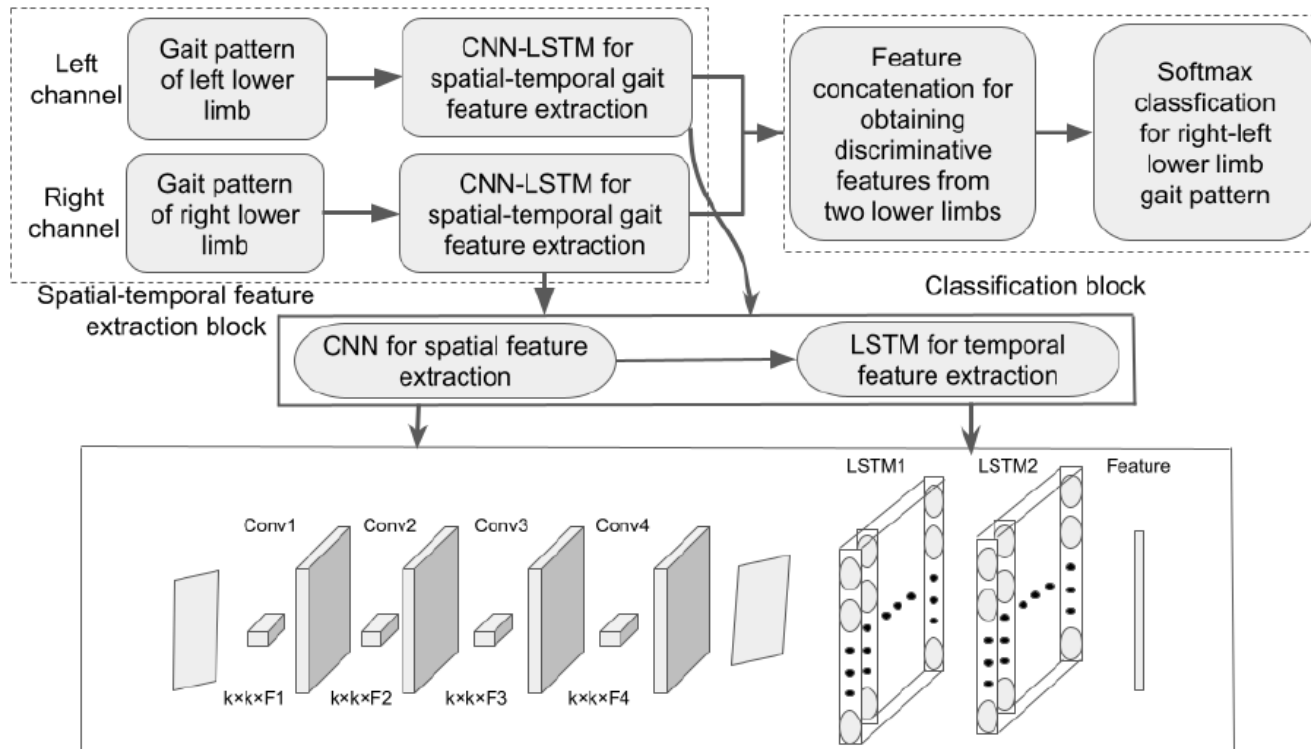 Left
channel
Gait pattern
of left lower
limb
CNN-LSTM for
spatial-temporal gait
feature extraction
Right
channel
Gait pattern
of right lower
limb
CNN-LSTM for
spatial-temporal gait
feature extraction
Spatial-temporal feature
extraction block
Feature
concatenation for
obtaining
discriminative
features from
two lower limbs
Softmax
classfication
for right-left
lower limb
gait pattern
Classification block
CNN for spatial feature
extraction
LSTM for temporal
feature extraction
Conv1
Conv2
Conv3
Conv4
LSTM1
LSTM2
Feature
k×k×F1
k×k×F2
k×k×F3
k×k×F4